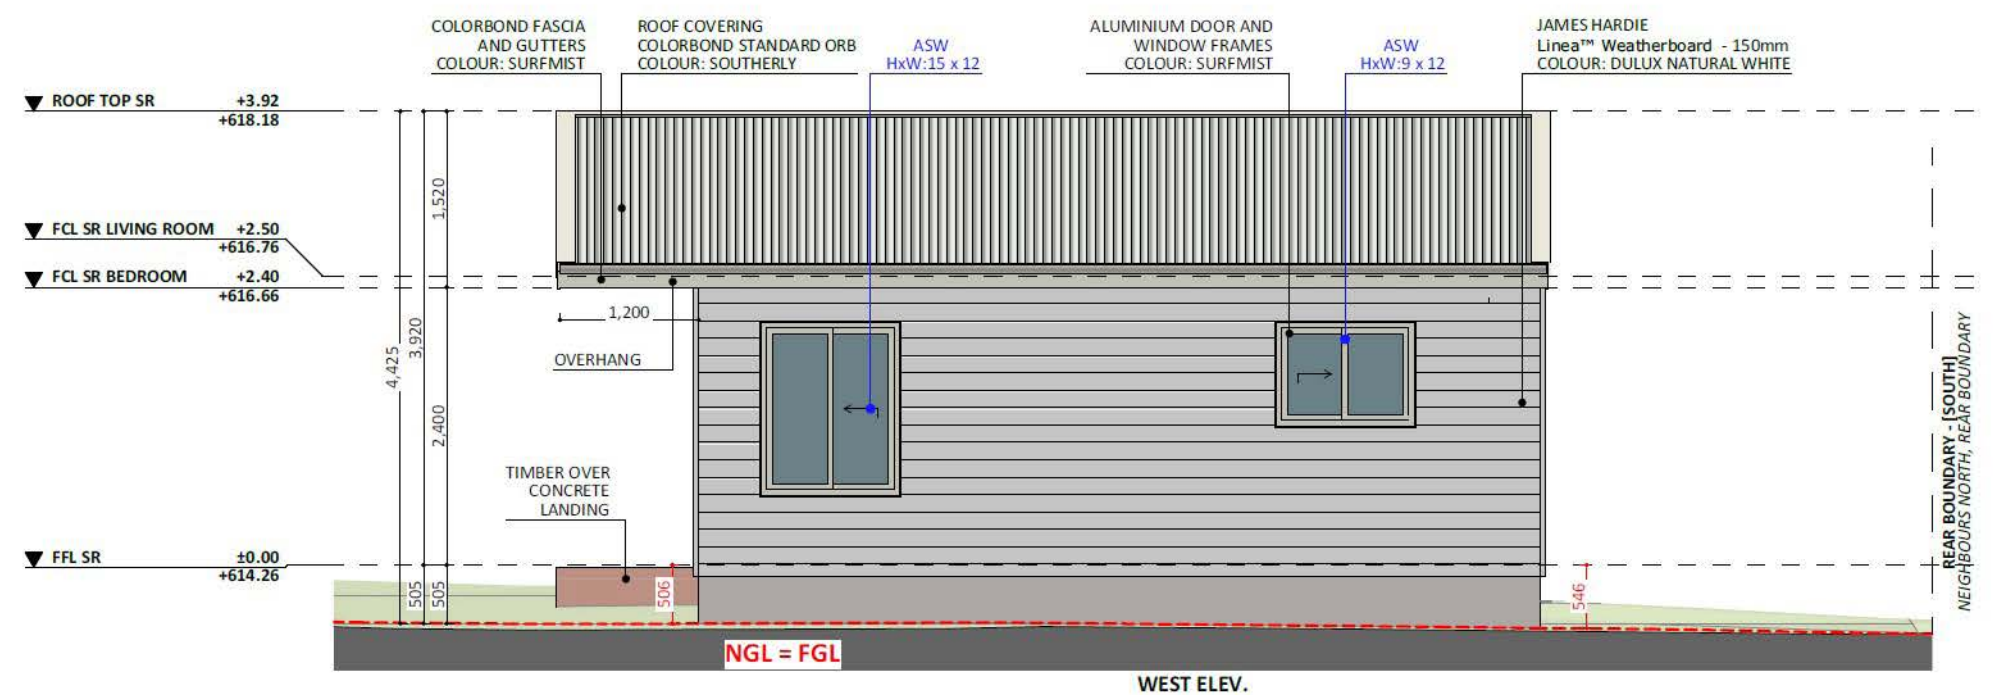 COLORBOND FASCIA
AND GUTTERS
COLOUR: SURFMIST
ROOF COVERING
COLORBOND STANDARD ORB
COLOUR: SOUTHERLY
ASW
HxW:15 x 12
ALUMINIUM DOOR AND
WINDOW FRAMES
COLOUR: SURFMIST
ASW
HxW:9 x 12
JAMES HARDIE
Linea™ Weatherboard - 150mm
COLOUR: DULUX NATURAL WHITE
ROOF TOP SR +3.92
+618.18
FCL SR LIVING ROOM +2.50
+616.76
FCL SR BEDROOM +2.40
+616.66
FFL SR ±0.00
+614.26
4,425
3,920
1,520
2,400
505
505
1,200
OVERHANG
TIMBER OVER
CONCRETE
LANDING
506
546
REAR BOUNDARY - [SOUTH]
NEIGHBOURS NORTH, REAR BOUNDARY
NGL = FGL
WEST ELEV.